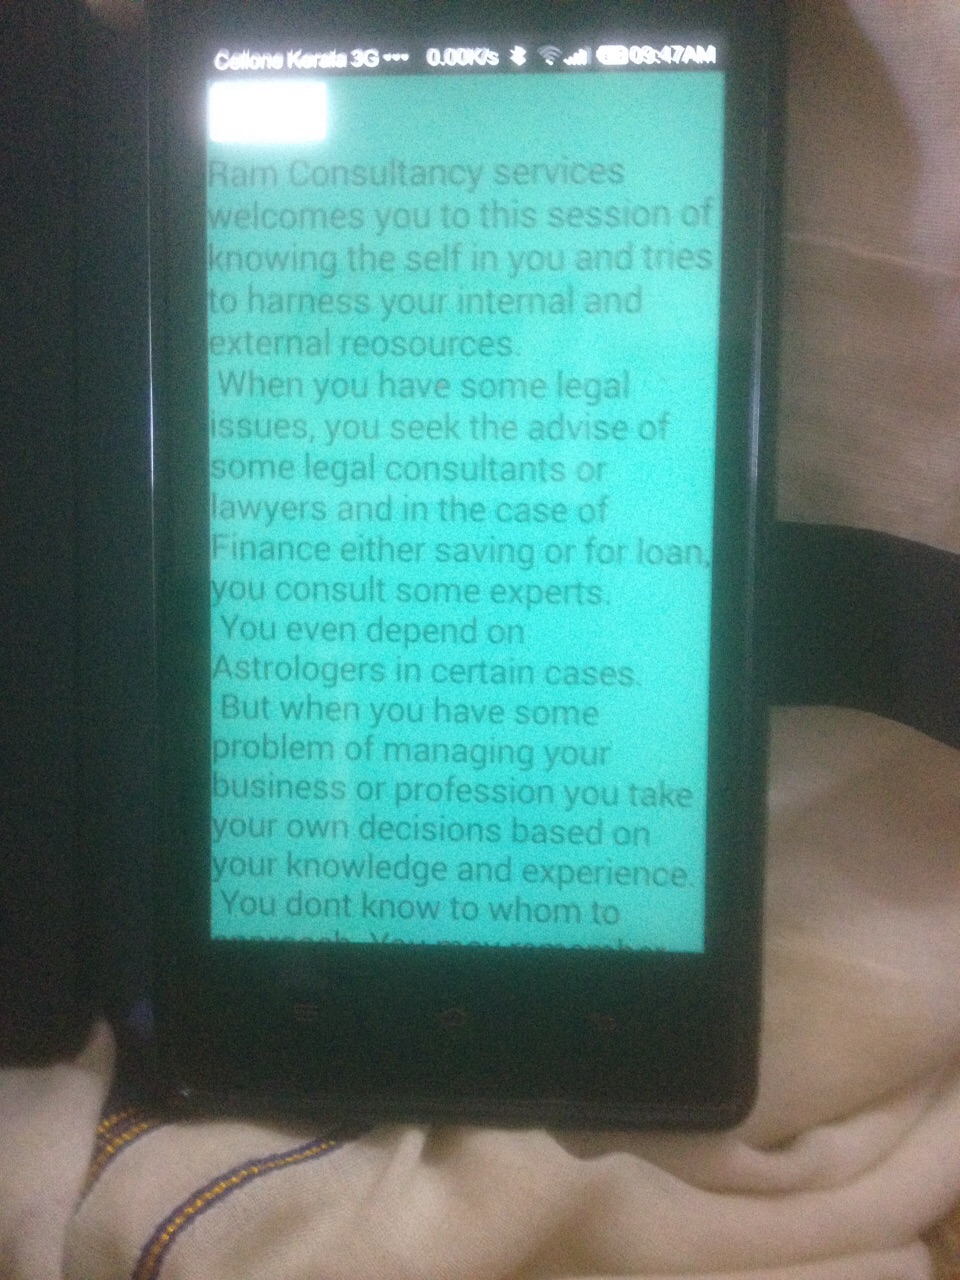 Cellone Kerala 3G ••• 0.00K/s 09:47AM
Ram Consultancy services
welcomes you to this session of
knowing the self in you and tries
to harness your internal and
external reosources.
When you have some legal
issues, you seek the advise of
some legal consultants or
lawyers and in the case of
Finance either saving or for loan,
you consult some experts.
You even depend on
Astrologers in certain cases.
But when you have some
problem of managing your
business or profession you take
your own decisions based on
your knowledge and experience.
You dont know to whom to
approach. You may remember